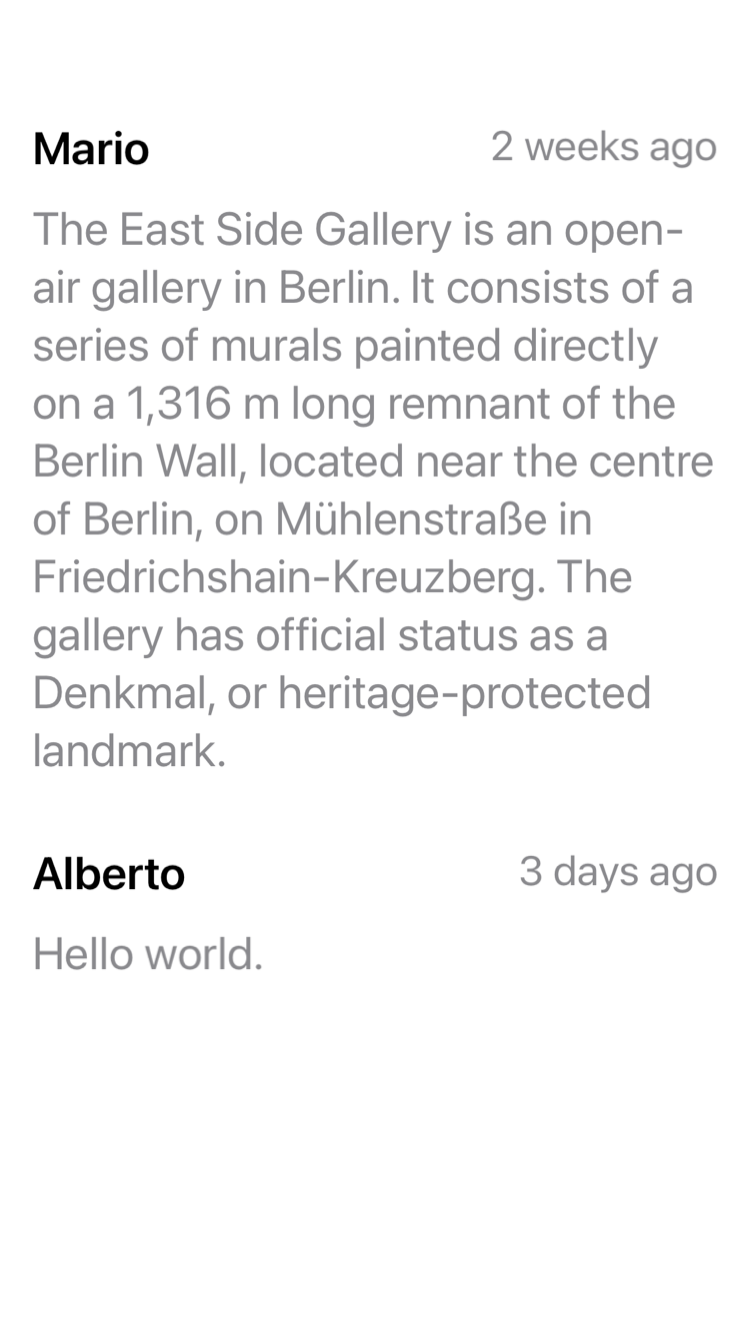 Mario 2 weeks ago
The East Side Gallery is an open-
air gallery in Berlin. It consists of a
series of murals painted directly
on a 1,316 m long remnant of the
Berlin Wall, located near the centre
of Berlin, on Mühlenstraße in
Friedrichshain-Kreuzberg. The
gallery has official status as a
Denkmal, or heritage-protected
landmark.
Alberto 3 days ago
Hello world.